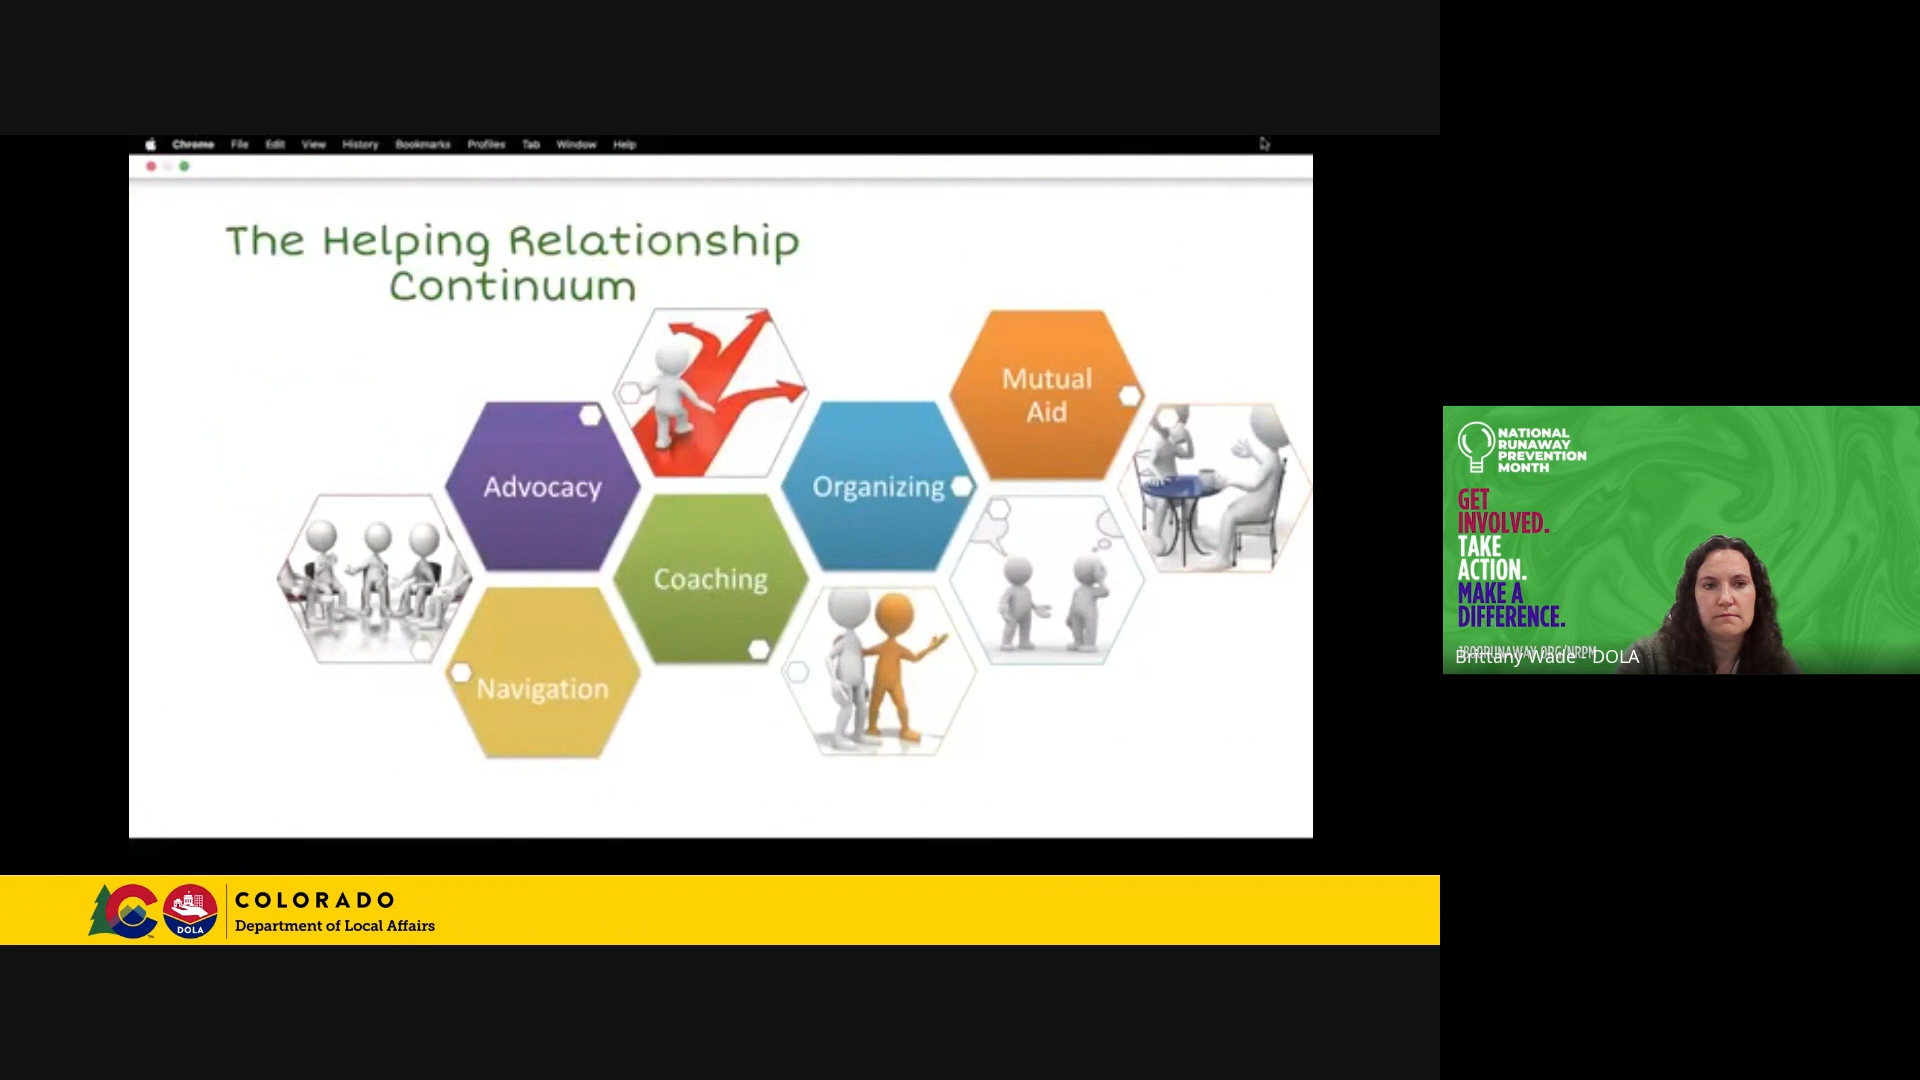 Chrome File Edit View History Bookmarks Profiles Tab Window Help
The Helping Relationship
Continuum
Mutual
Aid
Advocacy
Organizing
Coaching
Navigation
NATIONAL
RUNAWAY
PREVENTION
MONTH
GET
INVOLVED.
TAKE
ACTION.
MAKE A
DIFFERENCE.
1800RUNAWAY.ORG/NRPM
Brittany Wade - DOLA
DOLA
COLORADO
Department of Local Affairs